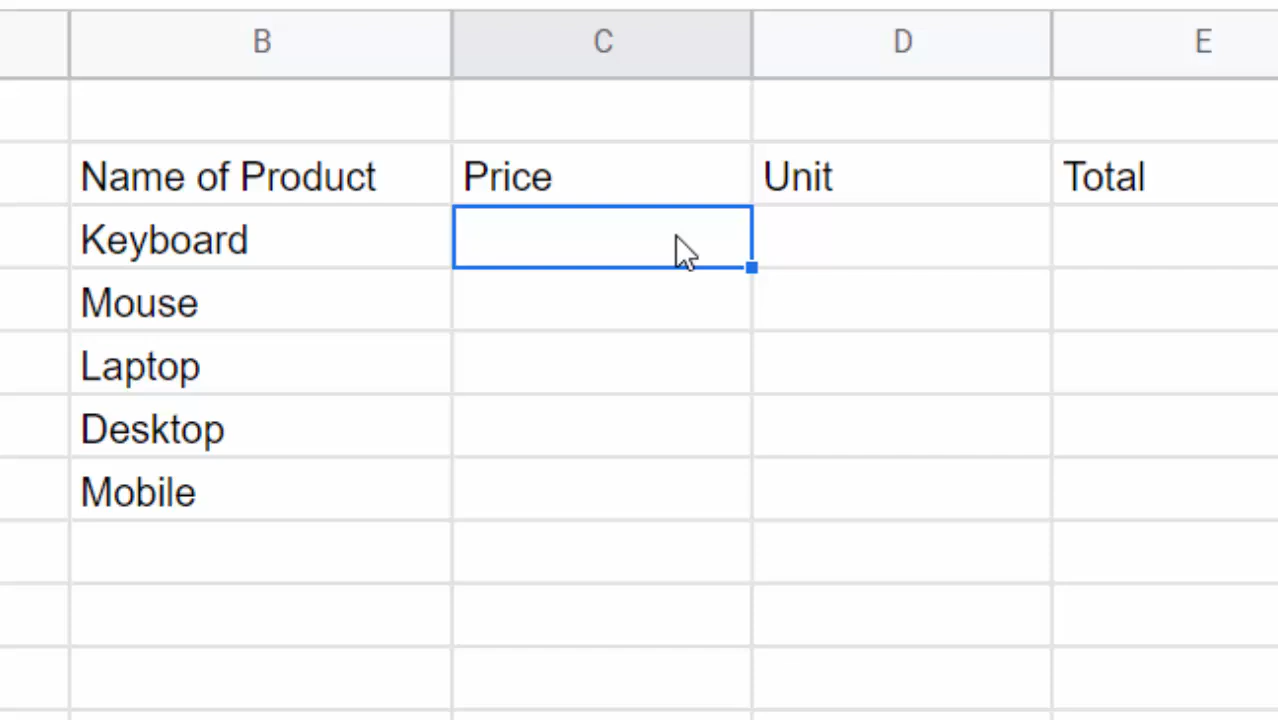 B C D E
Name of Product Price Unit Total
Keyboard
Mouse
Laptop
Desktop
Mobile